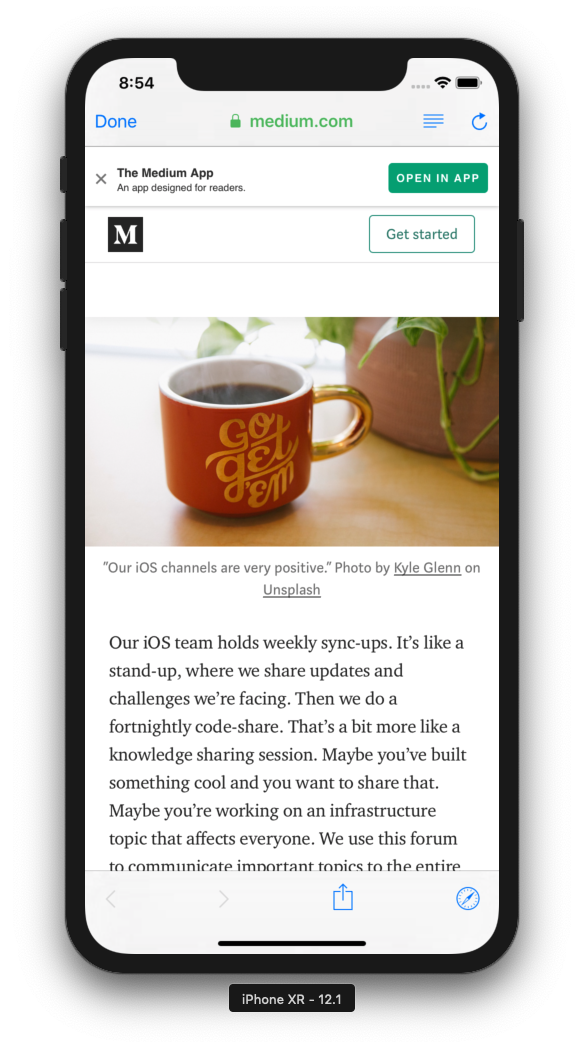 8:54
Done
medium.com
The Medium App
An app designed for readers.
OPEN IN APP
M
Get started
GO
get
'em
"Our iOS channels are very positive." Photo by Kyle Glenn on
Unsplash
Our iOS team holds weekly sync-ups. It's like a
stand-up, where we share updates and
challenges we're facing. Then we do a
fortnightly code-share. That's a bit more like a
knowledge sharing session. Maybe you've built
something cool and you want to share that.
Maybe you're working on an infrastructure
topic that affects everyone. We use this forum
to communicate important topics to the entire
iPhone XR - 12.1